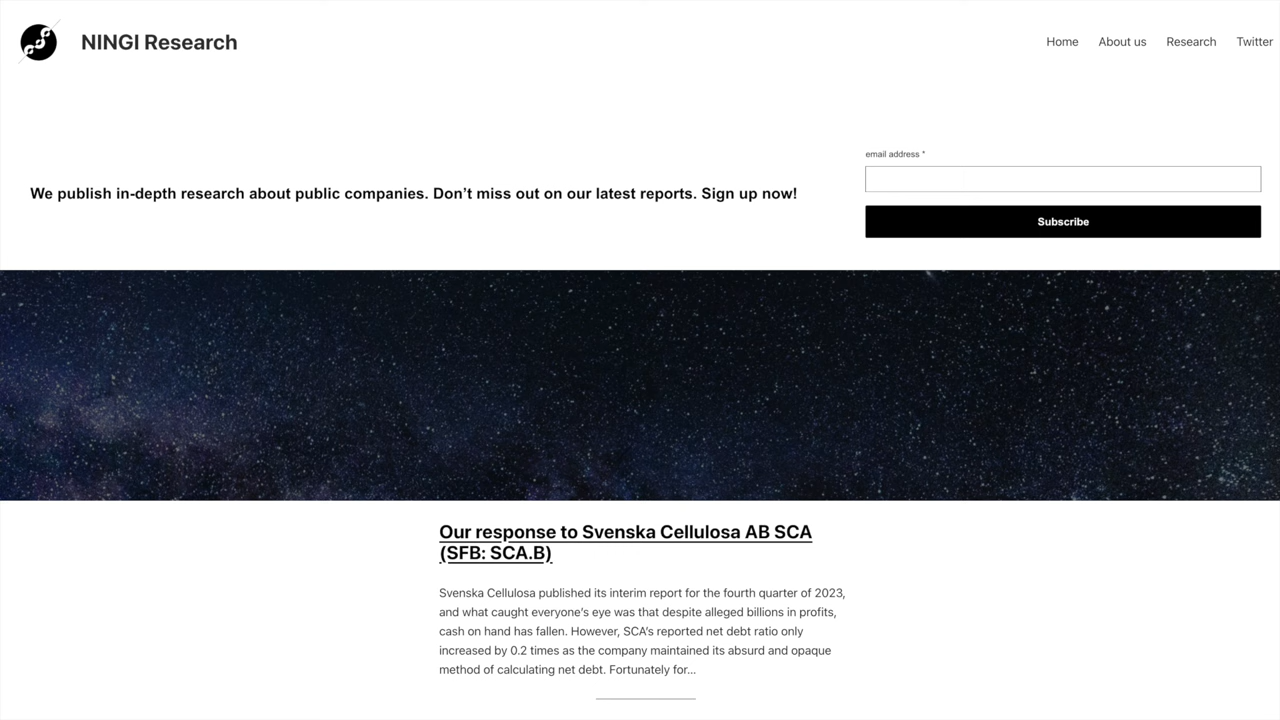 NINGI Research
Home
About us
Research
Twitter
email address *
We publish in-depth research about public companies. Don’t miss out on our latest reports. Sign up now!
Subscribe
Our response to Svenska Cellulosa AB SCA
(SFB: SCA.B)
Svenska Cellulosa published its interim report for the fourth quarter of 2023,
and what caught everyone’s eye was that despite alleged billions in profits,
cash on hand has fallen. However, SCA’s reported net debt ratio only
increased by 0.2 times as the company maintained its absurd and opaque
method of calculating net debt. Fortunately for...